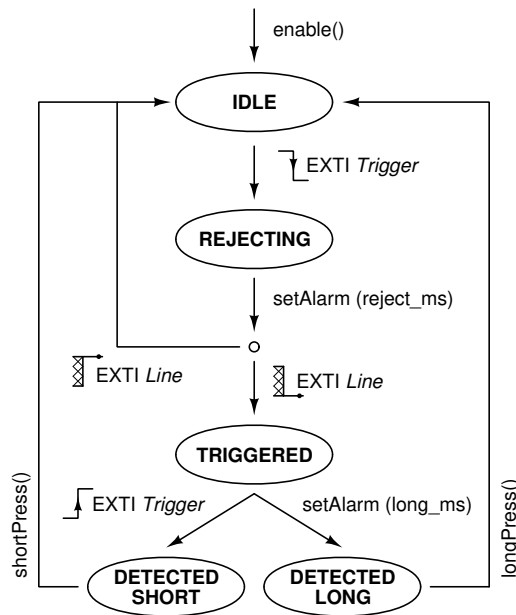 enable()
IDLE
EXTI Trigger
REJECTING
setAlarm (reject_ms)
EXTI Line
EXTI Line
TRIGGERED
EXTI Trigger
setAlarm (long_ms)
shortPress()
longPress()
DETECTED
SHORT
DETECTED
LONG